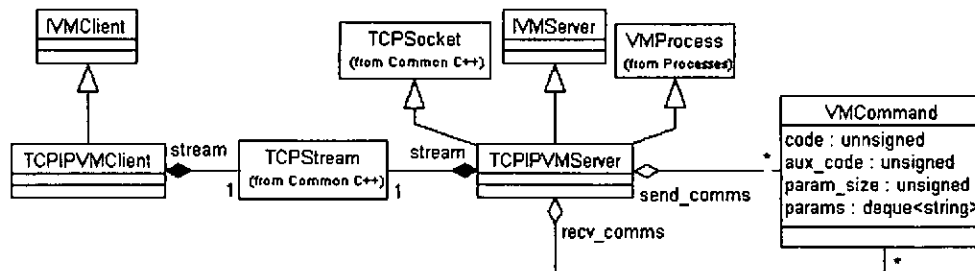 IVMClient
TCPSocket
(from Common C++)
IVMServer
VMProcess
(from Processes)
VMCommand
code : unnsigned
aux_code : unsigned
param_size : unsigned
params : deque<string>
TCPIPVMClient
stream
1
TCPStream
(from Common C++)
stream
1
TCPIPVMServer
*
send_comms
recv_comms
*